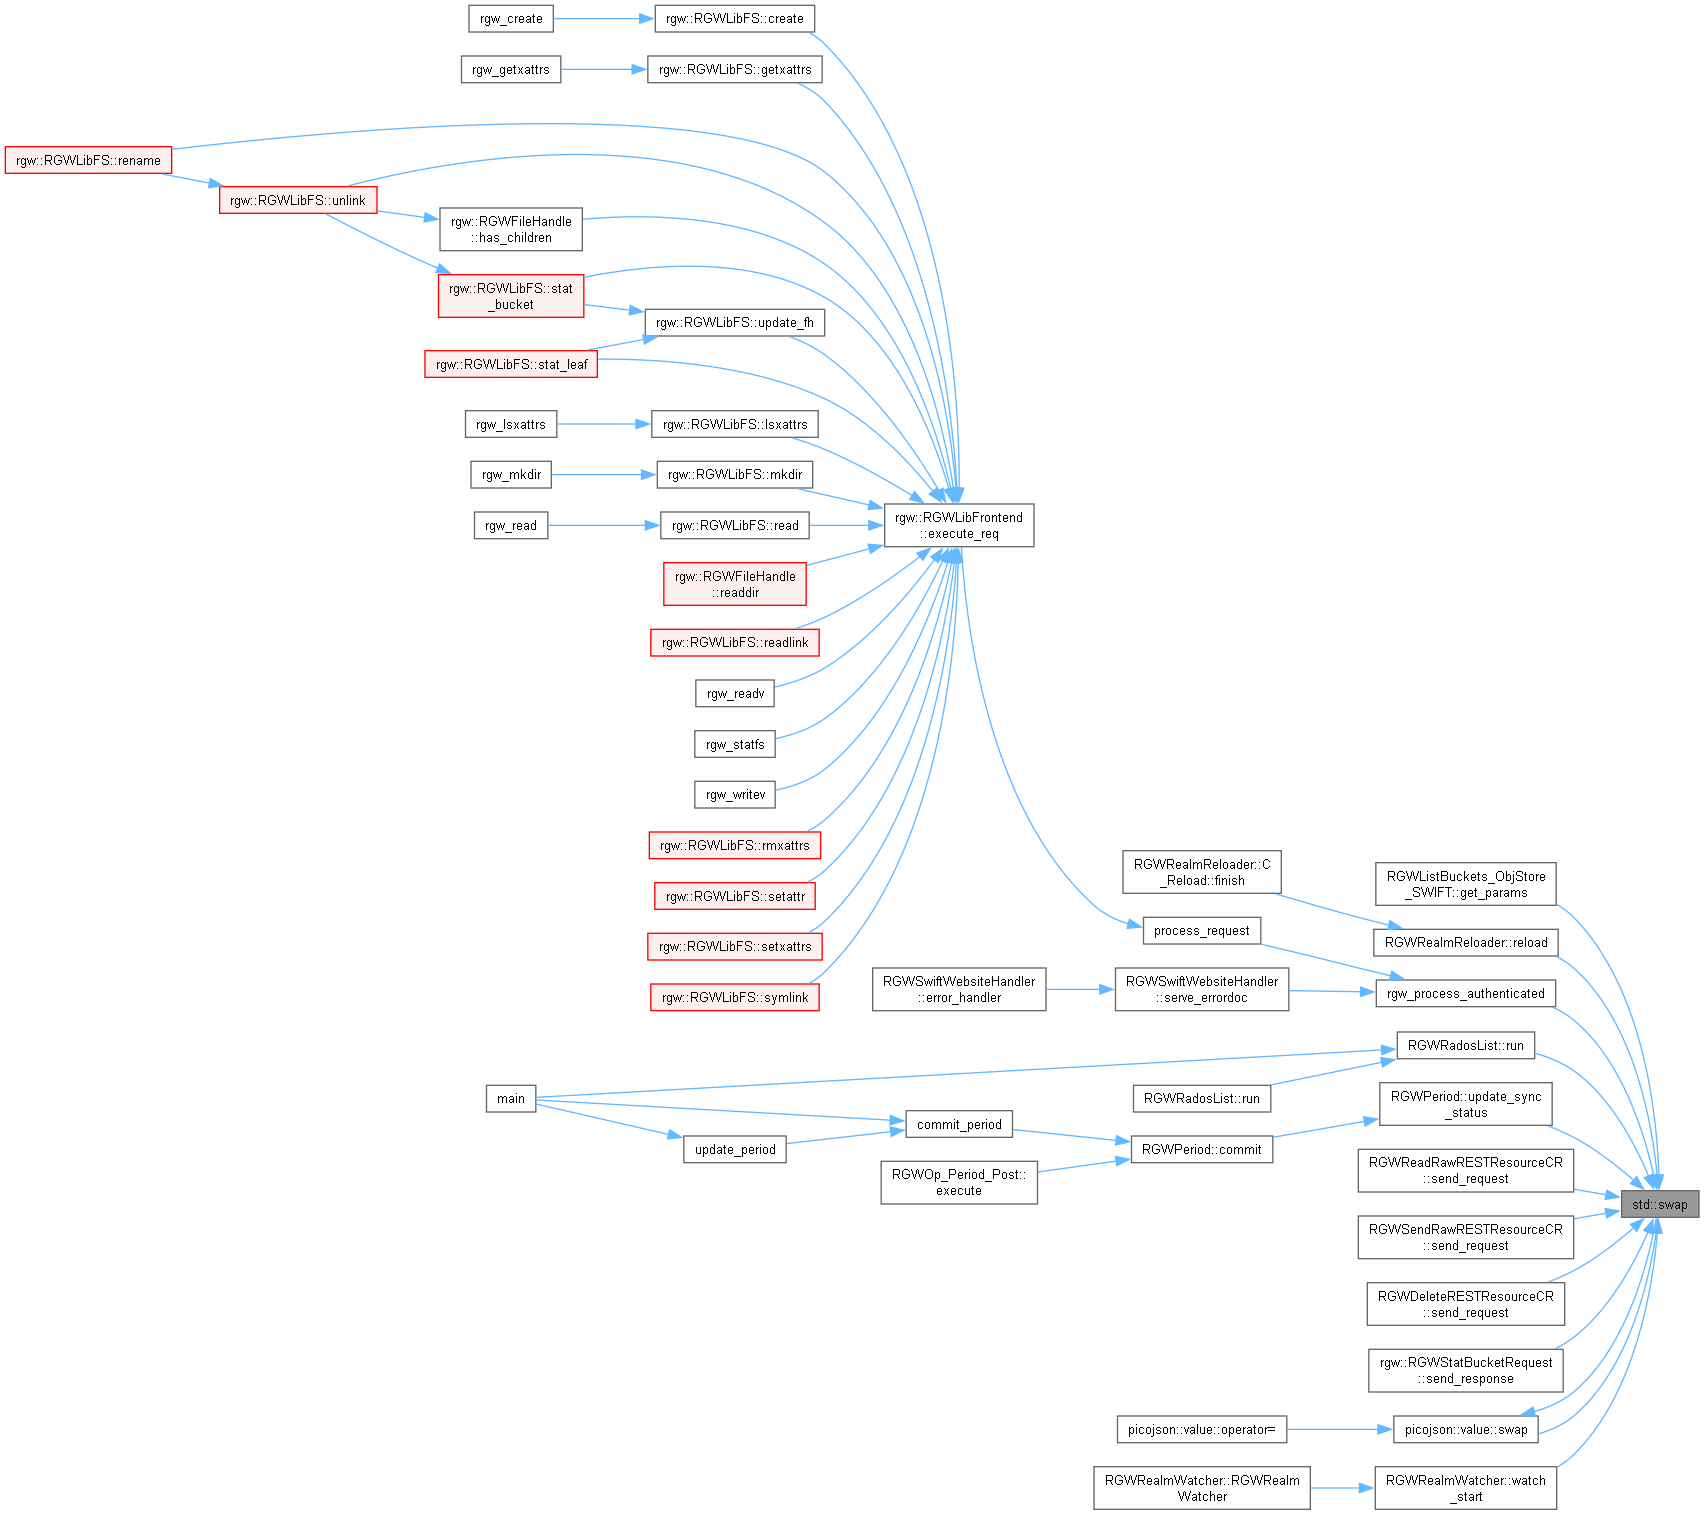 rgw_create
rgw::RGWLibFS::create
rgw_getxattrs
rgw::RGWLibFS::getxattrs
rgw::RGWLibFS::rename
rgw::RGWLibFS::unlink
rgw::RGWFileHandle
::has_children
rgw::RGWLibFS::stat
_bucket
rgw::RGWLibFS::update_fh
rgw::RGWLibFS::stat_leaf
rgw_lsxattrs
rgw::RGWLibFS::lsxattrs
rgw_mkdir
rgw::RGWLibFS::mkdir
rgw_read
rgw::RGWLibFS::read
rgw::RGWLibFrontend
::execute_req
rgw::RGWFileHandle
::readdir
rgw::RGWLibFS::readlink
rgw_readv
rgw_statfs
rgw_writev
rgw::RGWLibFS::rmxattrs
rgw::RGWLibFS::setattr
rgw::RGWLibFS::setxattrs
rgw::RGWLibFS::symlink
RGWRealmReloader::C
_Reload::finish
RGWListBuckets_ObjStore
_SWIFT::get_params
process_request
RGWRealmReloader::reload
RGWSwiftWebsiteHandler
::error_handler
RGWSwiftWebsiteHandler
::serve_errordoc
rgw_process_authenticated
RGWRadosList::run
main
RGWRadosList::run
RGWPeriod::update_sync
_status
commit_period
update_period
RGWPeriod::commit
RGWOp_Period_Post::
execute
RGWReadRawRESTResourceCR
::send_request
std::swap
RGWSendRawRESTResourceCR
::send_request
RGWDeleteRESTResourceCR
::send_request
rgw::RGWStatBucketRequest
::send_response
picojson::value::operator=
picojson::value::swap
RGWRealmWatcher::RGWRealm
Watcher
RGWRealmWatcher::watch
_start